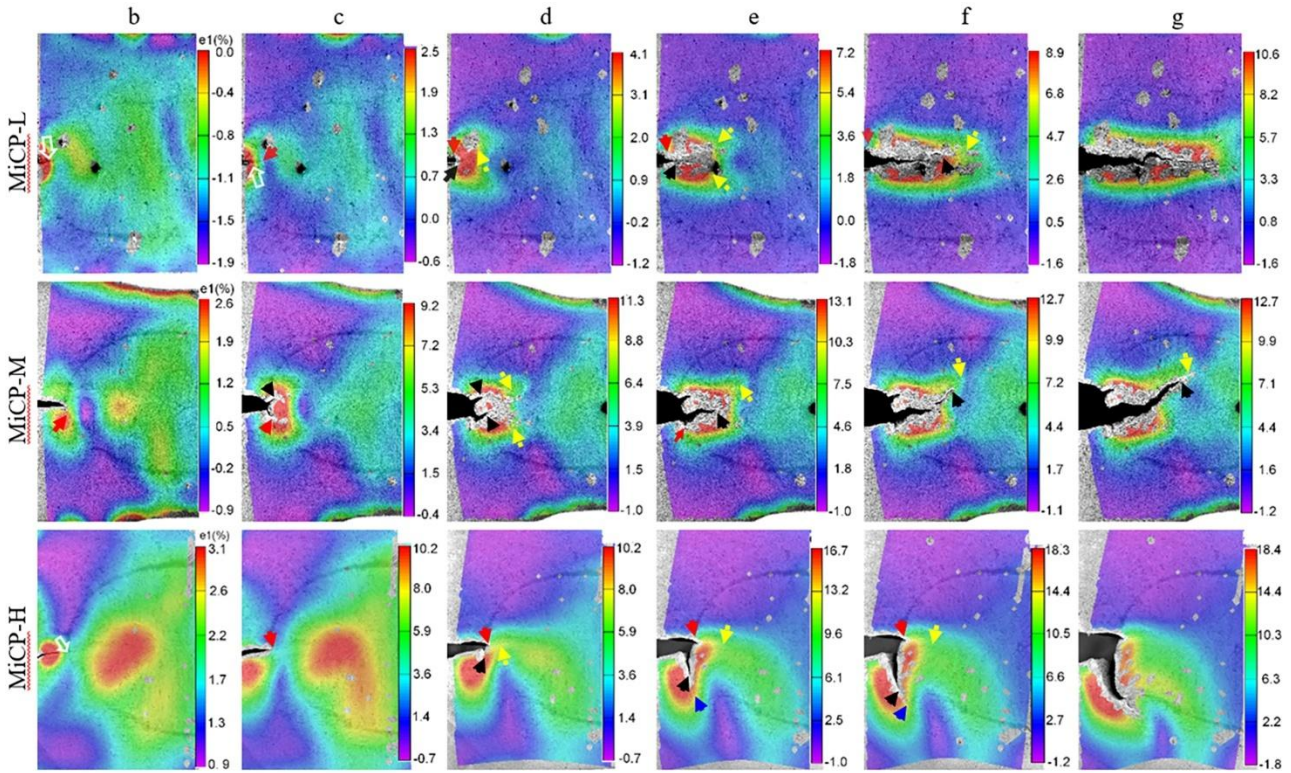 b c d e f g
MiCP-L
e1(%)
0.0 2.5 4.1 7.2 8.9 10.6
-0.4 1.9 3.1 5.4 6.8 8.2
-0.8 1.3 2.0 3.6 4.7 5.7
-1.1 0.7 0.9 1.8 2.6 3.3
-1.5 0.0 -0.2 0.0 0.5 0.8
-1.9 -0.6 -1.2 -1.8 -1.6 -1.6
MiCP-M
e1(%)
2.6 9.2 11.3 13.1 12.7 12.7
1.9 7.2 8.8 10.3 9.9 9.9
1.2 5.3 6.4 7.5 7.2 7.1
0.5 3.4 3.9 4.6 4.4 4.4
-0.2 1.5 1.5 1.8 1.7 1.6
-0.9 -0.4 -1.0 -1.0 -1.1 -1.2
MiCP-H
e1(%)
3.1 10.2 10.2 16.7 18.3 18.4
2.6 8.0 8.0 13.1 14.4 14.3
2.2 5.9 5.9 9.6 10.5 10.3
1.7 3.6 3.6 6.1 6.6 6.2
1.3 1.4 1.4 2.5 2.7 2.2
0.9 -0.7 -0.7 -1.0 -1.2 -1.8